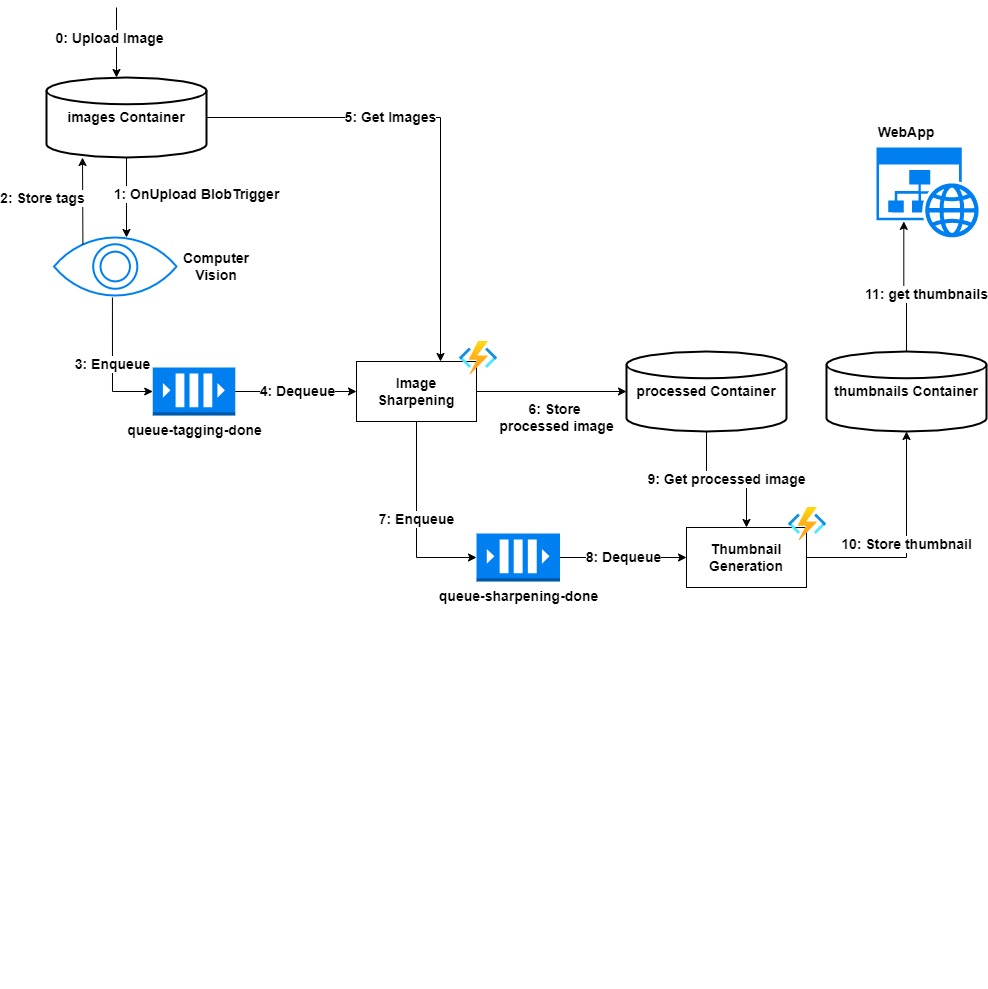 0: Upload Image
images Container
5: Get Images
WebApp
2: Store tags
1: OnUpload BlobTrigger
Computer
Vision
11: get thumbnails
3: Enqueue
4: Dequeue
queue-tagging-done
Image
Sharpening
6: Store
processed image
processed Container
thumbnails Container
9: Get processed image
7: Enqueue
8: Dequeue
queue-sharpening-done
Thumbnail
Generation
10: Store thumbnail